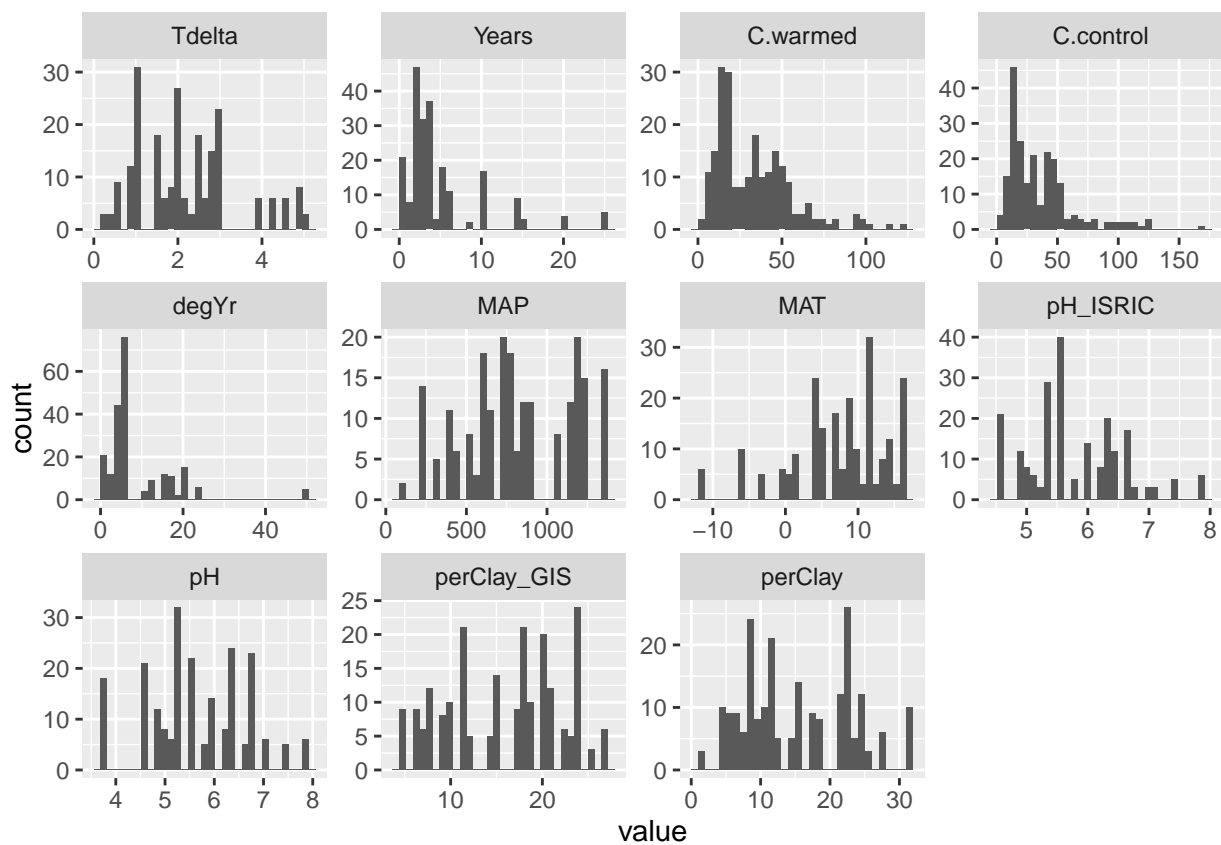 Tdelta Years C.warmed C.control
30 20 10 0
40 30 20 10 0
30 20 10 0
40 30 20 10 0
0 2 4 0 10 20 0 50 100 0 50 100 150
degYr MAP MAT pH_ISRIC
60 40 20 0
20 15 10 5 0
30 20 10 0
40 30 20 10 0
0 20 40 0 500 1000 −10 0 10 5 6 7 8
pH perClay_GIS perClay
30 20 10 0
25 20 15 10 5 0
20 10 0
4 5 6 7 8 10 20 0 10 20 30
count
value